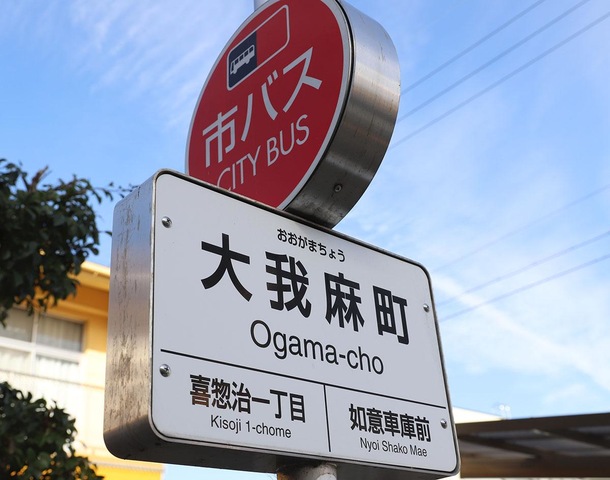 市バス
CITY BUS
おおがまちょう
大我麻町
Ogama-cho
喜惣治一丁目
Kisoji 1-chome
如意車庫前
Nyoi Shako Mae